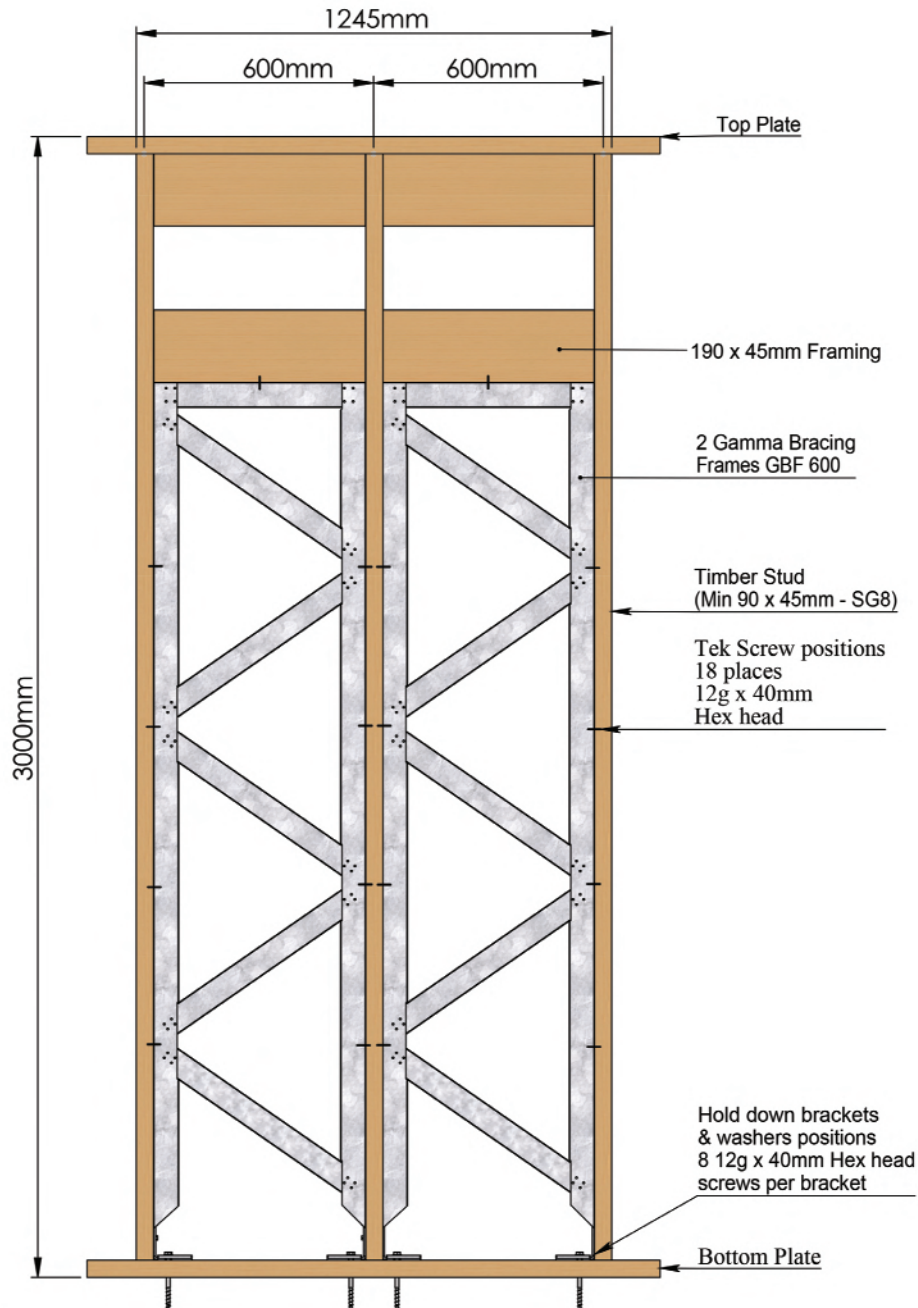 1245mm
600mm
600mm
Top Plate
190 x 45mm Framing
2 Gamma Bracing
Frames GBF 600
Timber Stud
(Min 90 x 45mm - SG8)
Tek Screw positions
18 places
12g x 40mm
Hex head
3000mm
Hold down brackets
& washers positions
8 12g x 40mm Hex head
screws per bracket
Bottom Plate